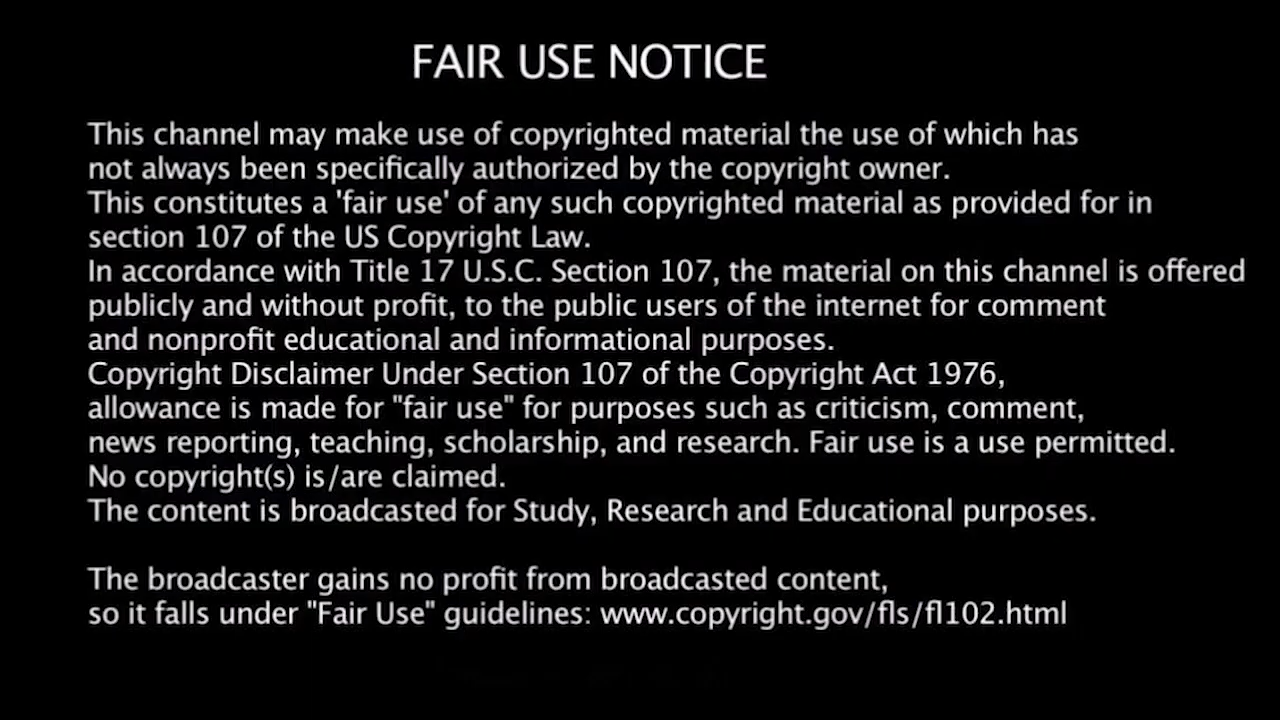 FAIR USE NOTICE
This channel may make use of copyrighted material the use of which has
not always been specifically authorized by the copyright owner.
This constitutes a 'fair use' of any such copyrighted material as provided for in
section 107 of the US Copyright Law.
In accordance with Title 17 U.S.C. Section 107, the material on this channel is offered
publicly and without profit, to the public users of the internet for comment
and nonprofit educational and informational purposes.
Copyright Disclaimer Under Section 107 of the Copyright Act 1976,
allowance is made for "fair use" for purposes such as criticism, comment,
news reporting, teaching, scholarship, and research. Fair use is a use permitted.
No copyright(s) is/are claimed.
The content is broadcasted for Study, Research and Educational purposes.
The broadcaster gains no profit from broadcasted content,
so it falls under "Fair Use" guidelines: www.copyright.gov/fls/fl102.html